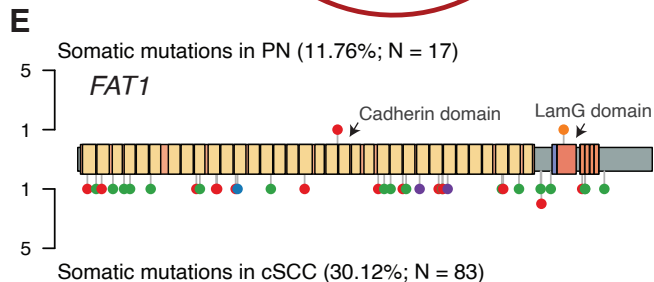 E
Somatic mutations in PN (11.76%; N = 17)
5
FAT1
Cadherin domain
LamG domain
1
1
5
Somatic mutations in cSCC (30.12%; N = 83)